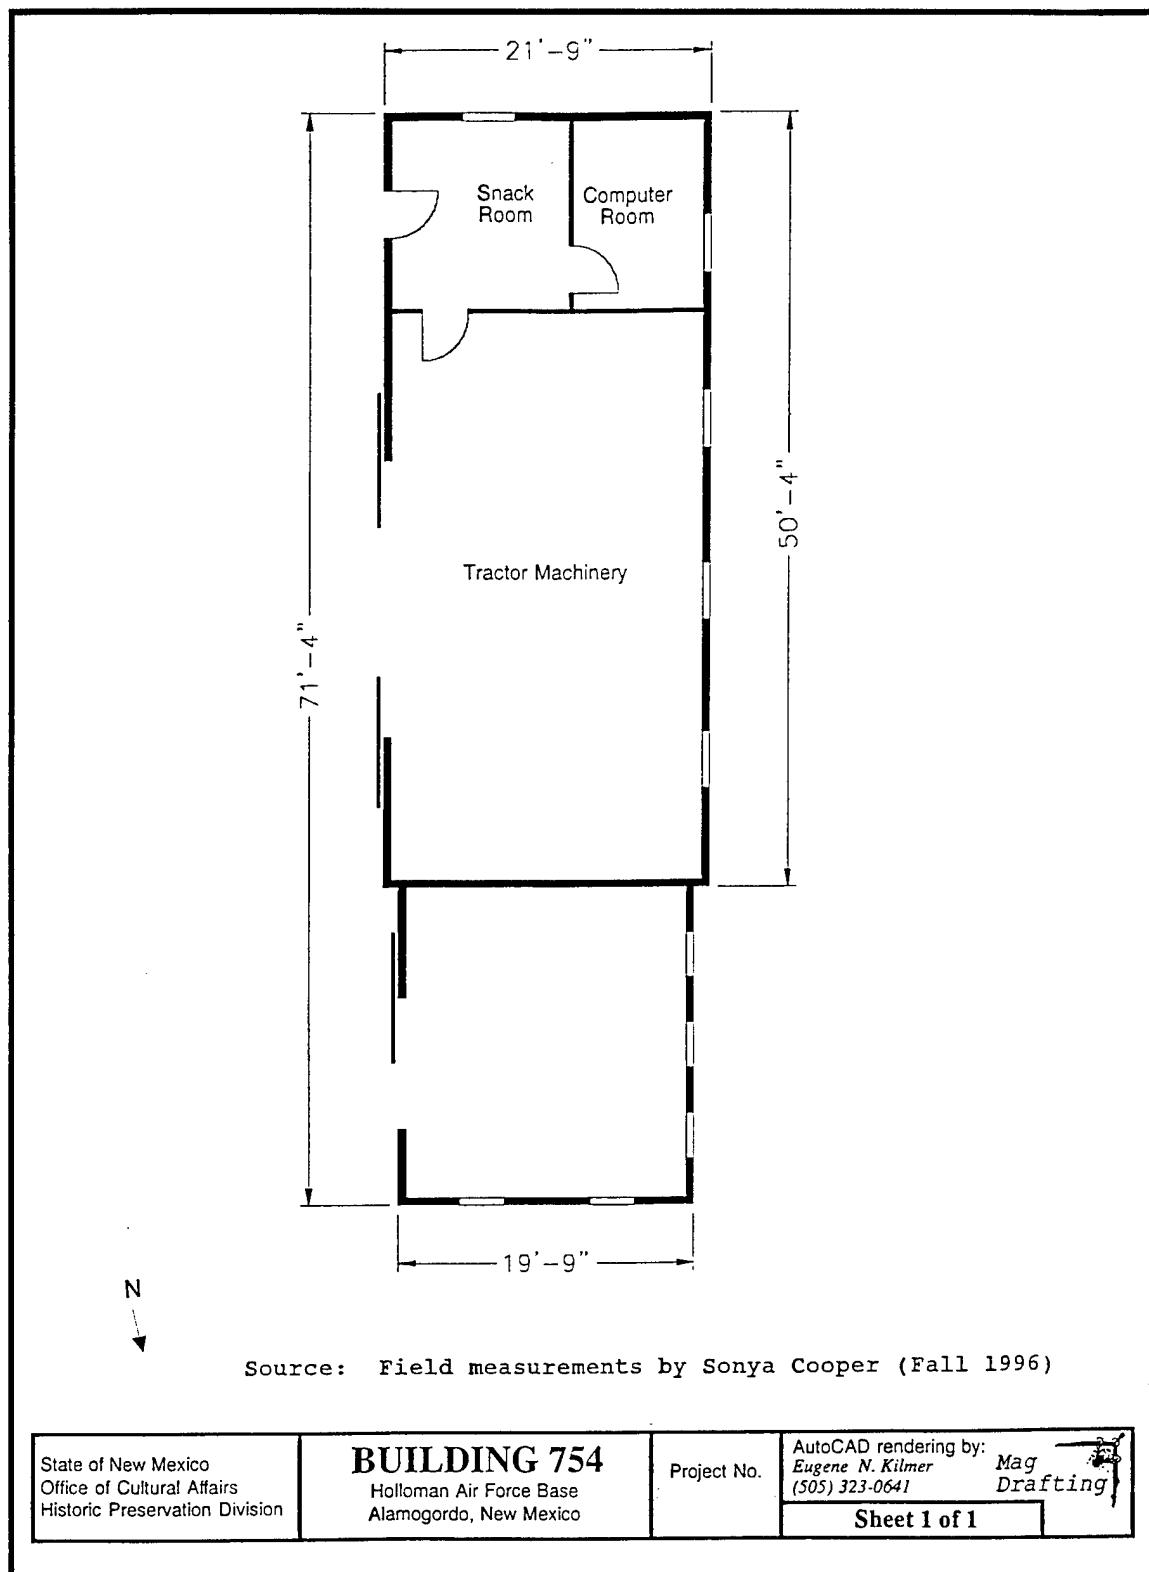 21'-9"
Snack
Room
Computer
Room
50'-4"
Tractor Machinery
71'-4"
19'-9"
N
Source: Field measurements by Sonya Cooper (Fall 1996)
State of New Mexico
Office of Cultural Affairs
Historic Preservation Division
BUILDING 754
Holloman Air Force Base
Alamogordo, New Mexico
Project No.
AutoCAD rendering by:
Eugene N. Kilmer
(505) 323-0641
Mag
Drafting
Sheet 1 of 1